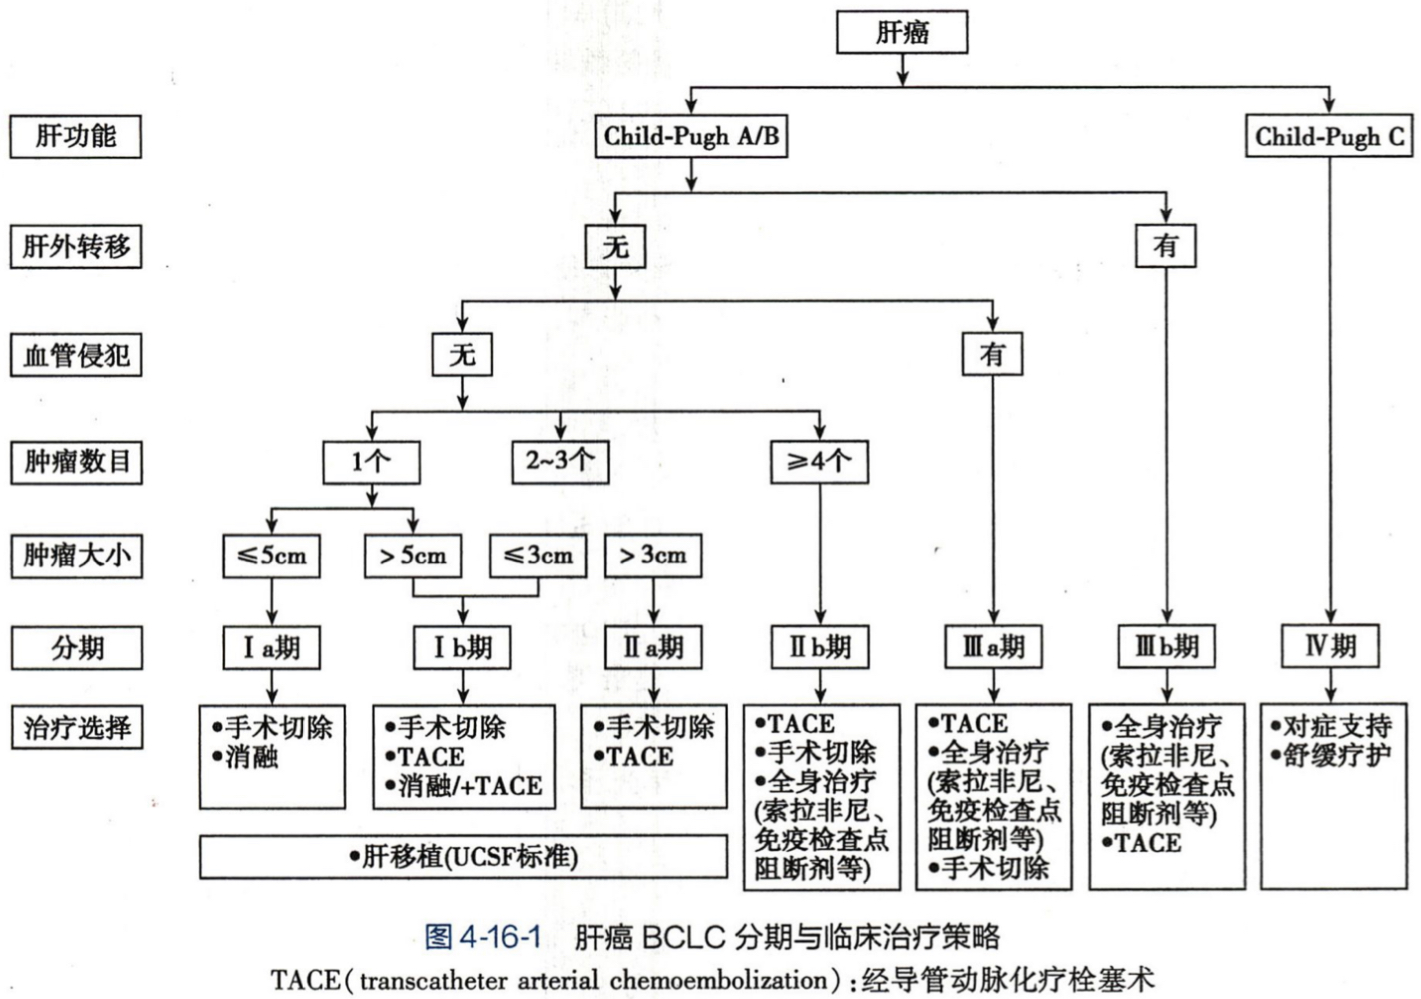 肝癌
肝功能
Child-Pugh A/B
Child-Pugh C
肝外转移
无
有
血管侵犯
无
有
肿瘤数目
1个
2~3个
≥4个
肿瘤大小
≤5cm
>5cm
≤3cm
>3cm
分期
Ⅰa期
Ⅰb期
Ⅱa期
Ⅱb期
Ⅲa期
Ⅲb期
Ⅳ期
治疗选择
•手术切除
•消融
•手术切除
•TACE
•消融/+TACE
•手术切除
•TACE
•肝移植(UCSF标准)
•TACE
•手术切除
•全身治疗
(索拉非尼、
免疫检查点
阻断剂等)
•TACE
•全身治疗
(索拉非尼、
免疫检查点
阻断剂等)
•手术切除
•全身治疗
(索拉非尼、
免疫检查点
阻断剂等)
•TACE
•对症支持
•舒缓疗护
图 4-16-1 肝癌 BCLC 分期与临床治疗策略
TACE(transcatheter arterial chemoembolization):经导管动脉化疗栓塞术